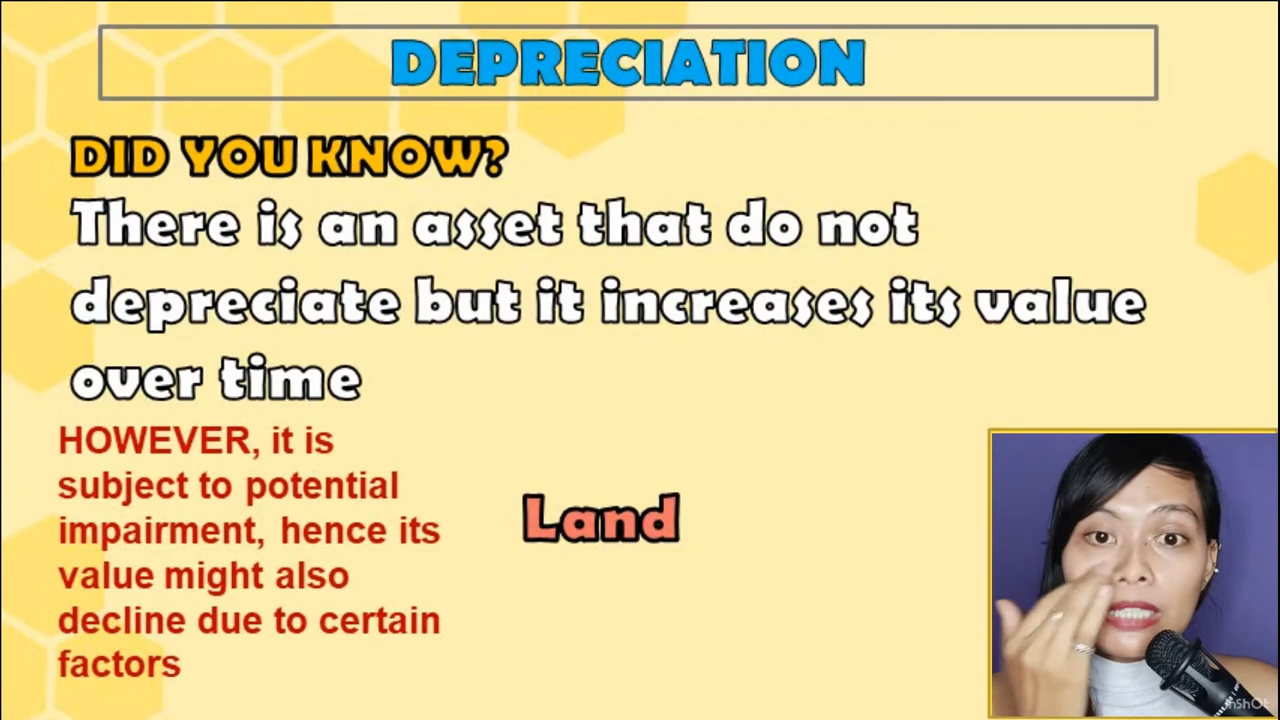 DEPRECIATION
DID YOU KNOW?
There is an asset that do not
depreciate but it increases its value
over time
HOWEVER, it is
subject to potential
impairment, hence its
value might also
decline due to certain
factors
Land